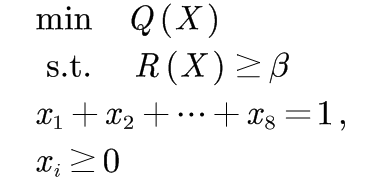 min Q(X)
s.t. R(X) ≥ β
x₁ + x₂ + ⋯ + x₈ = 1,
xᵢ ≥ 0